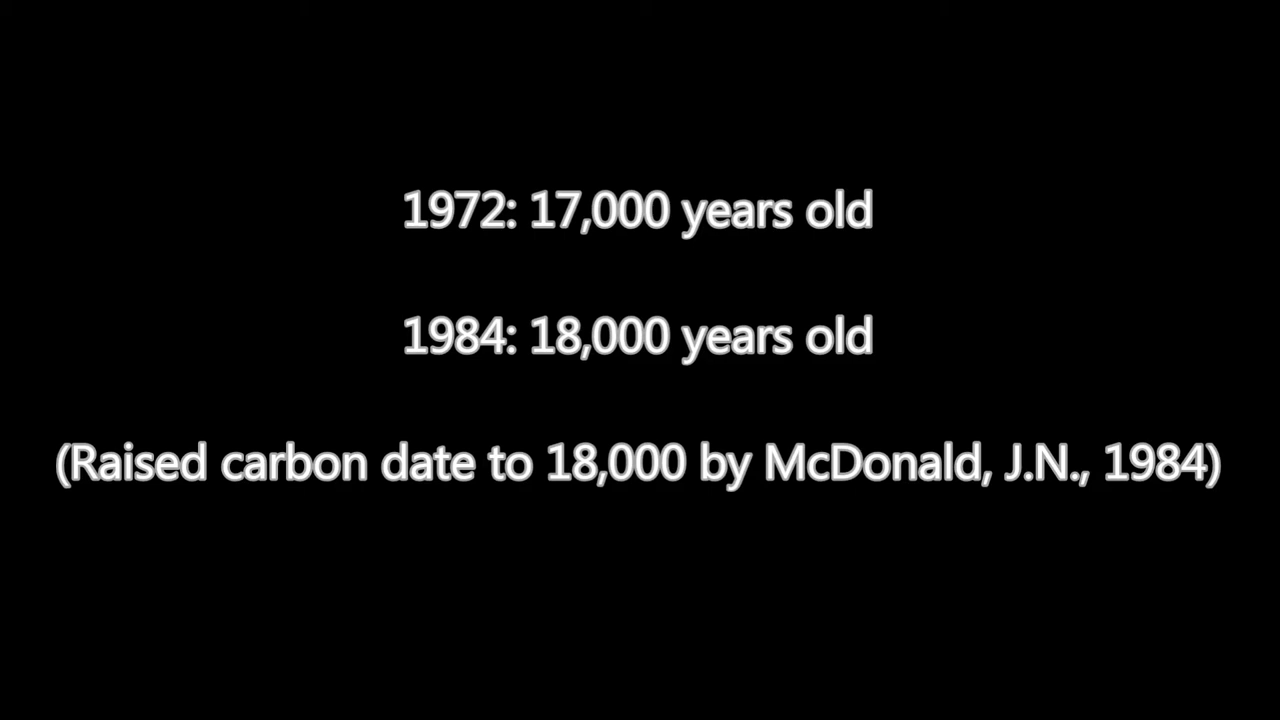 1972: 17,000 years old
1984: 18,000 years old
(Raised carbon date to 18,000 by McDonald, J.N., 1984)